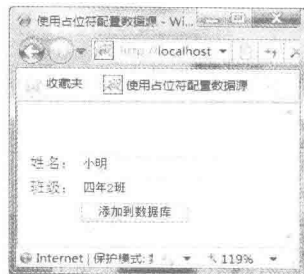 使用占位符配置数据源 - Wi...
http://localhost
收藏夹 使用占位符配置数据源
姓名： 小明
班级： 四年2班
添加到数据库
Internet | 保护模式: 119%